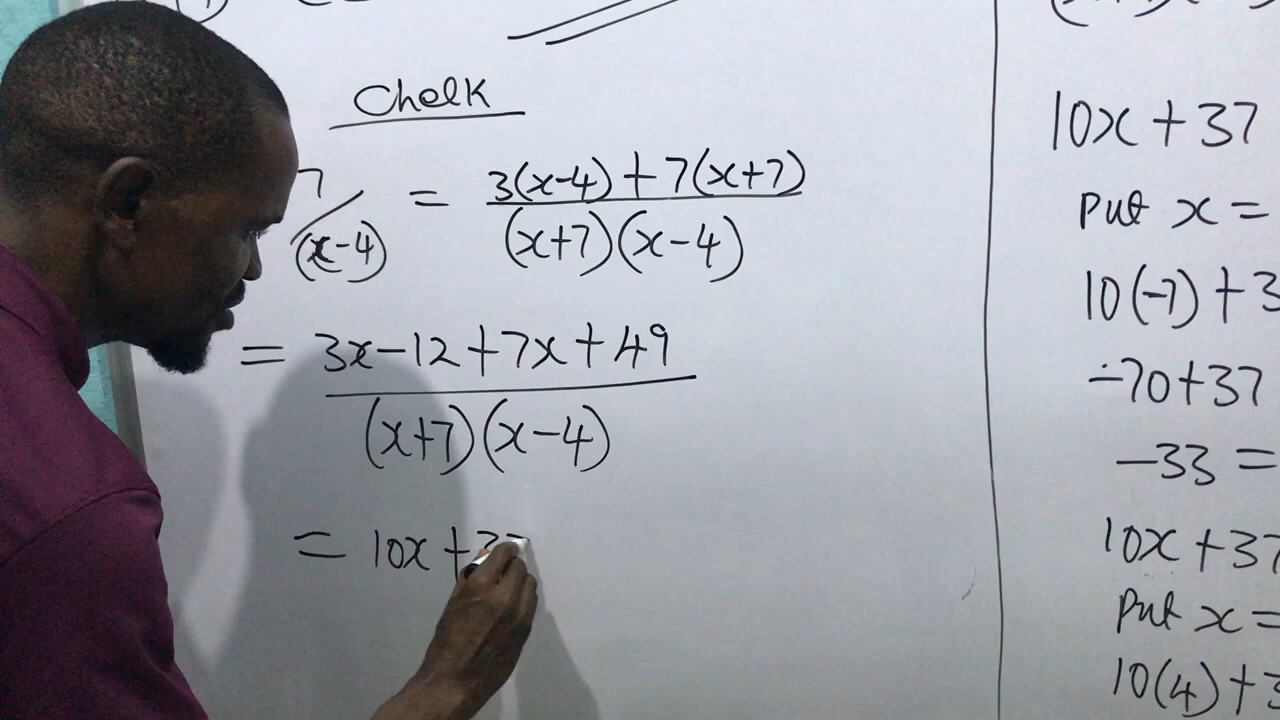 Check
7/(x-4) = 3(x-4) + 7(x+7)
(x+7)(x-4)
= 3x-12+7x+49
(x+7)(x-4)
= 10x + 37
10x + 37
Put x =
10(-7) + 3
-70+37
-33 =
10x + 37
Put x =
10(4) + 3